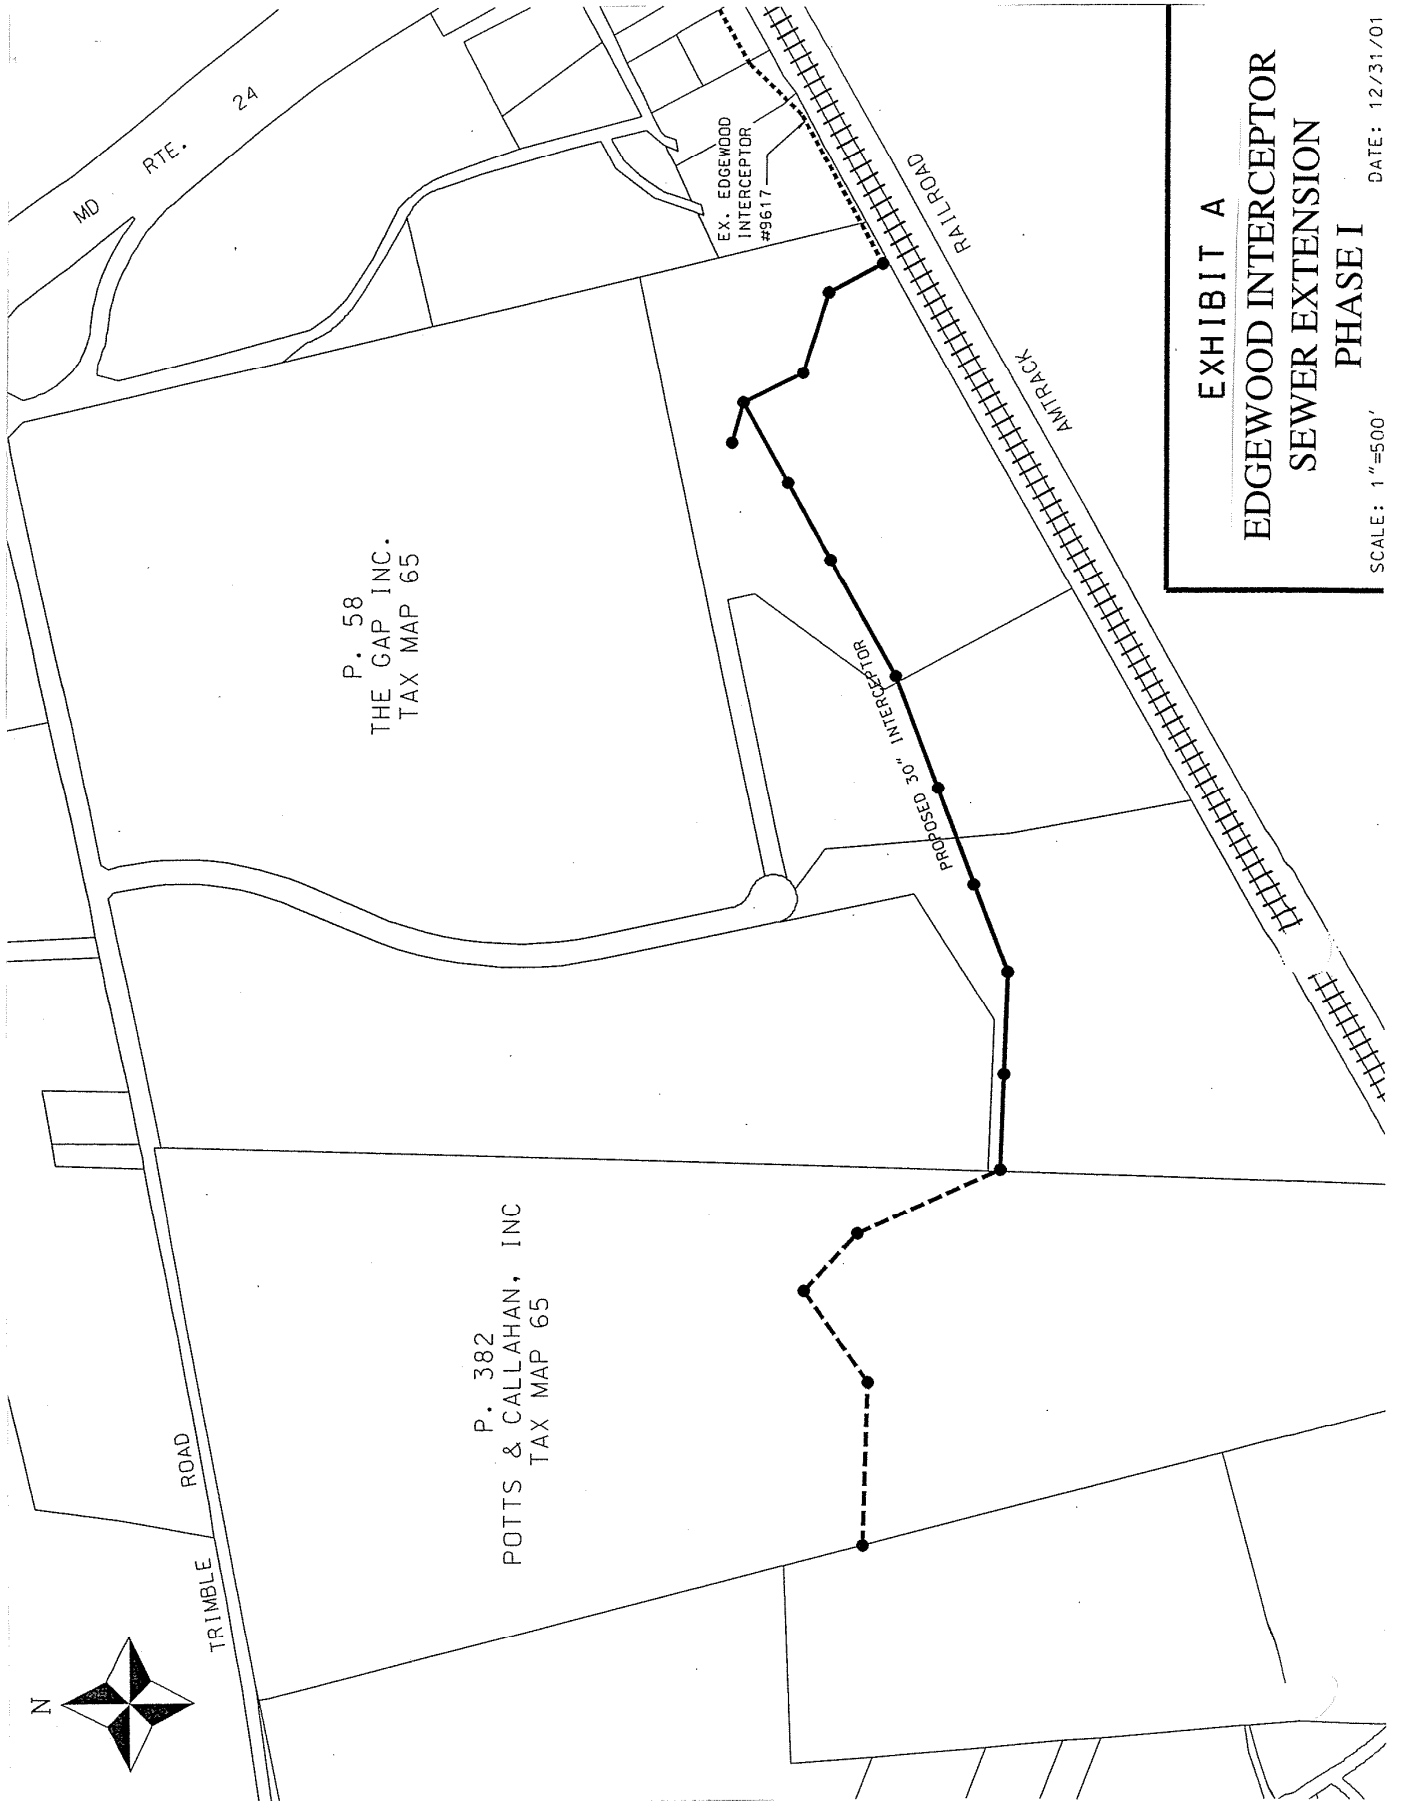 N
TRIMBLE ROAD
MD RTE. 24
P. 382
POTTS & CALLAHAN, INC
TAX MAP 65
P. 58
THE GAP INC.
TAX MAP 65
EX. EDGEWOOD
INTERCEPTOR
#9617
PROPOSED 30" INTERCEPTOR
AMTRACK RAILROAD
EXHIBIT A
EDGEWOOD INTERCEPTOR
SEWER EXTENSION
PHASE I
SCALE: 1"=500' DATE: 12/31/01